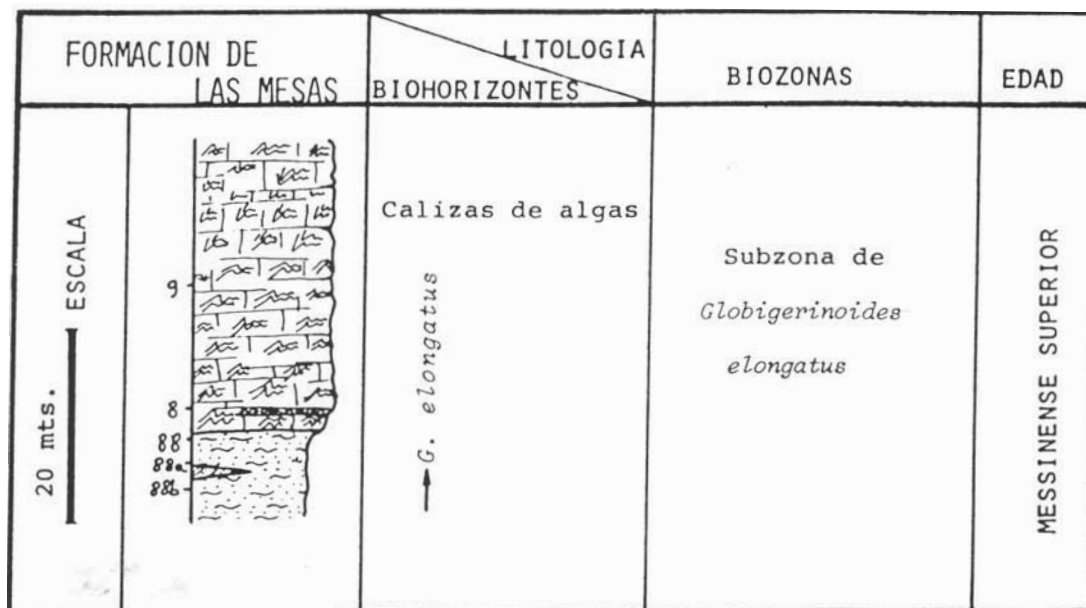 FORMACION DE
LAS MESAS
LITOLOGIA
BIOHORIZONTES
BIOZONAS
EDAD
ESCALA
20 mts.
9
8
88
88a
88b
Calizas de algas
G. elongatus
Subzona de
Globigerinoides
elongatus
MESSINENSE SUPERIOR